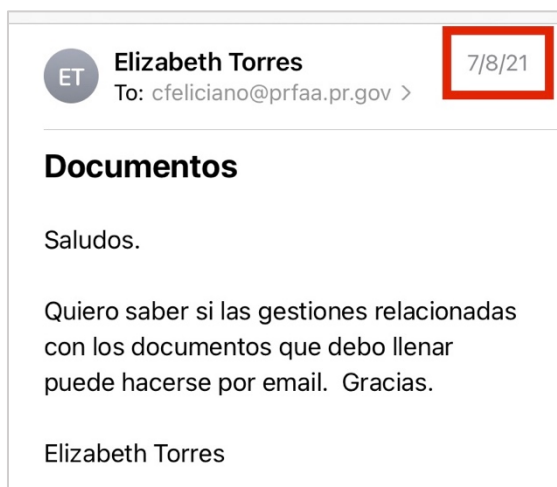 ET
Elizabeth Torres
7/8/21
To: cfeliciano@prfaa.pr.gov >
Documentos
Saludos.
Quiero saber si las gestiones relacionadas
con los documentos que debo llenar
puede hacerse por email.  Gracias.
Elizabeth Torres